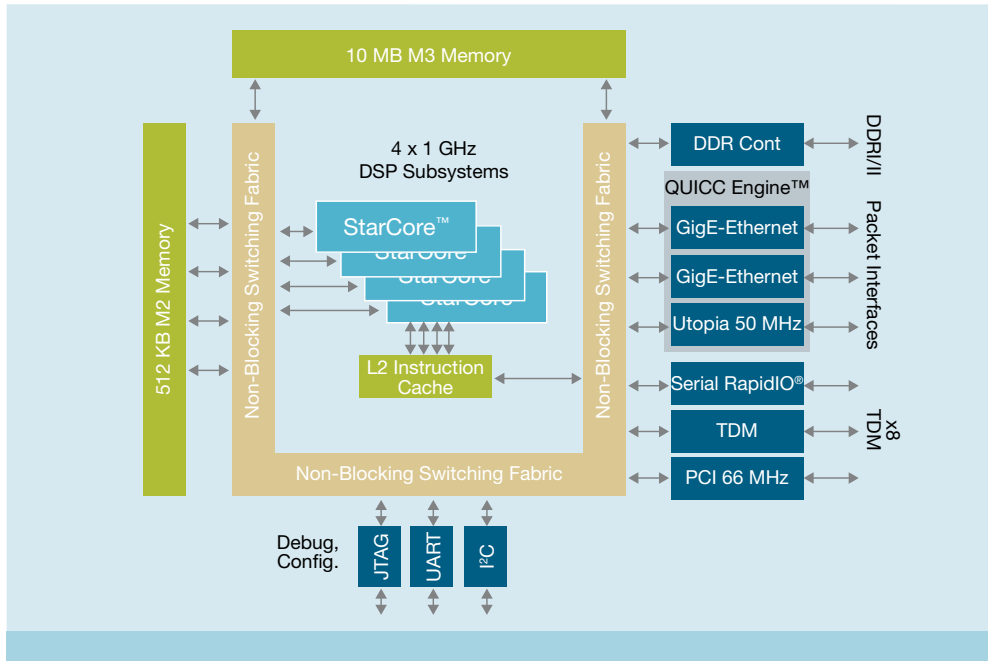 10 MB M3 Memory
512 KB M2 Memory
Non-Blocking Switching Fabric
4 x 1 GHz
DSP Subsystems
StarCore™
StarCore
StarCore
StarCore
L2 Instruction
Cache
Non-Blocking Switching Fabric
Non-Blocking Switching Fabric
DDR Cont
DDRI/II
QUICC Engine™
GigE-Ethernet
GigE-Ethernet
Utopia 50 MHz
Packet Interfaces
Serial RapidIO®
TDM
x8
TDM
PCI 66 MHz
Debug,
Config.
JTAG
UART
I²C